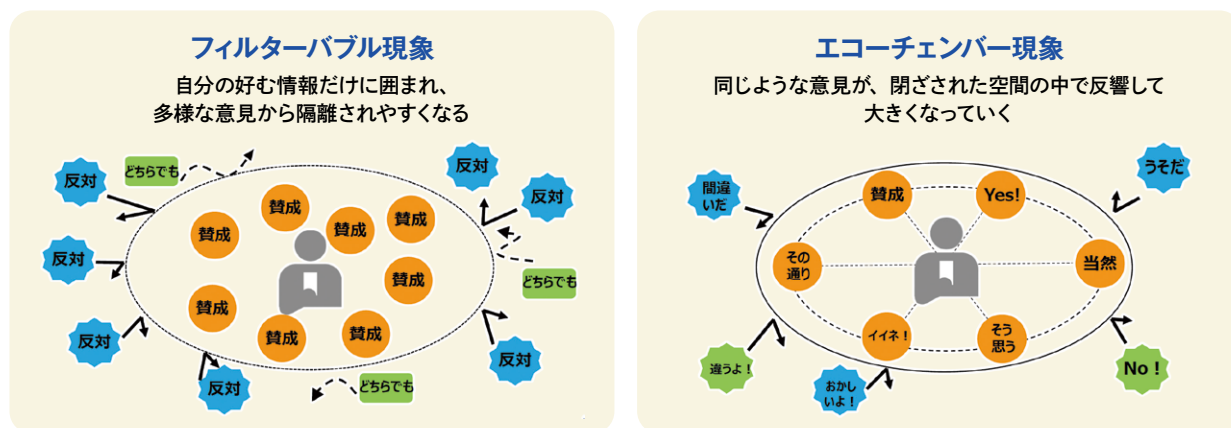 フィルターバブル現象
自分の好む情報だけに囲まれ、
多様な意見から隔離されやすくなる
反対
どちらでも
反対
反対
賛成
賛成
賛成
賛成
反対
賛成
どちらでも
賛成
反対
賛成
賛成
反対
反対
どちらでも
エコーチェンバー現象
同じような意見が、閉ざされた空間の中で反響して
大きくなっていく
うそだ
間違
いだ
賛成
Yes!
その
通り
当然
イイネ！
そう
思う
違うよ！
おかし
いよ！
No！